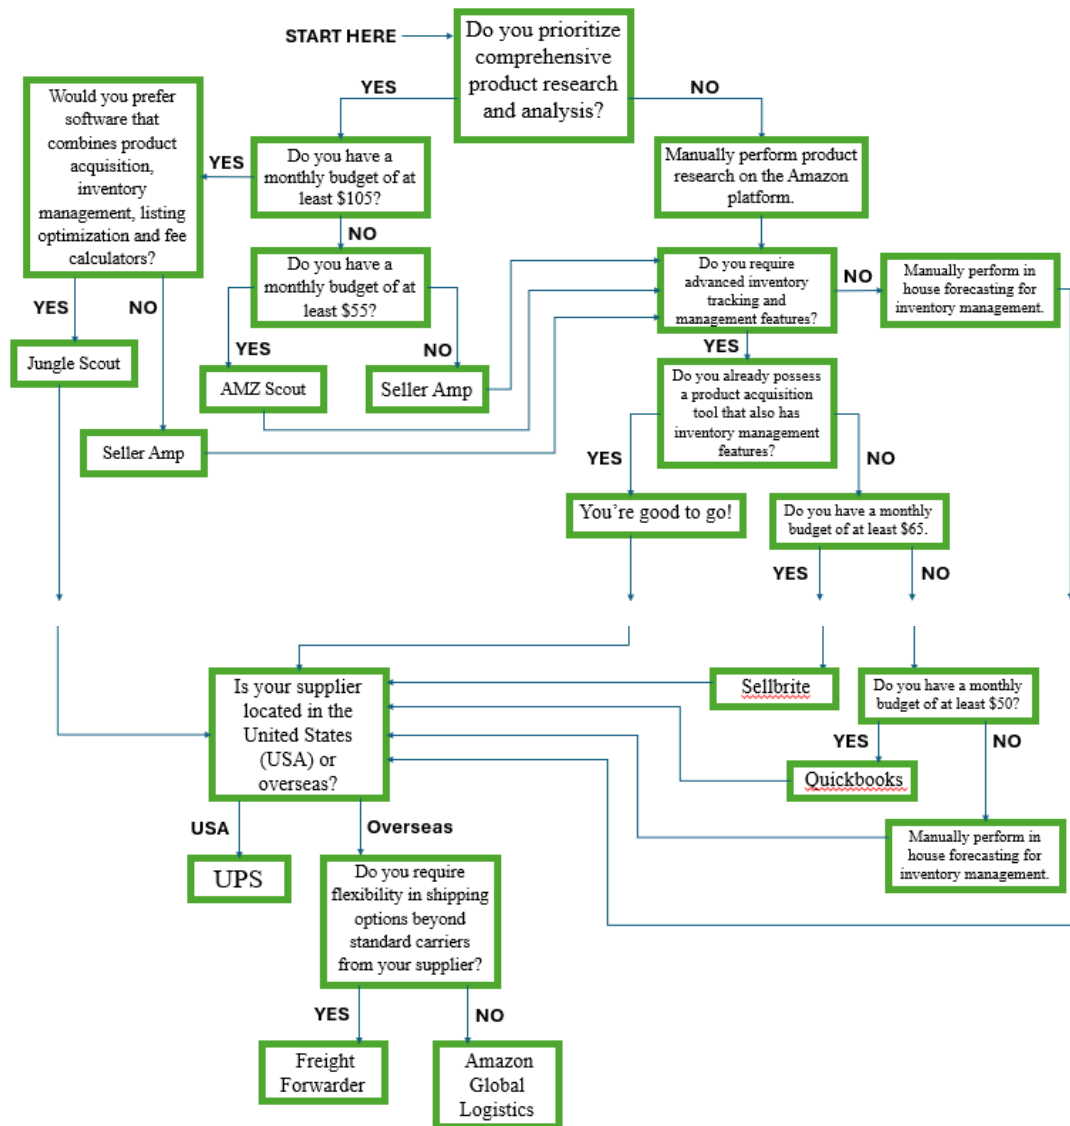 START HERE
Do you prioritize
comprehensive
product research
and analysis?
YES
NO
Would you prefer
software that
combines product
acquisition,
inventory
management, listing
optimization and fee
calculators?
YES
Do you have a
monthly budget of at
least $105?
Manually perform product
research on the Amazon
platform.
NO
Do you have a
monthly budget of at
least $55?
Do you require
advanced inventory
tracking and
management features?
NO
Manually perform in
house forecasting for
inventory management.
YES
NO
YES
NO
YES
Jungle Scout
AMZ Scout
Seller Amp
Do you already possess
a product acquisition
tool that also has
inventory management
features?
Seller Amp
YES
NO
You’re good to go!
Do you have a monthly
budget of at least $65.
YES
NO
Is your supplier
located in the
United States
(USA) or
overseas?
Sellbrite
Do you have a monthly
budget of at least $50?
YES
NO
Quickbooks
USA
Overseas
Manually perform in
house forecasting for
inventory management.
UPS
Do you require
flexibility in shipping
options beyond
standard carriers
from your supplier?
YES
NO
Freight
Forwarder
Amazon
Global
Logistics